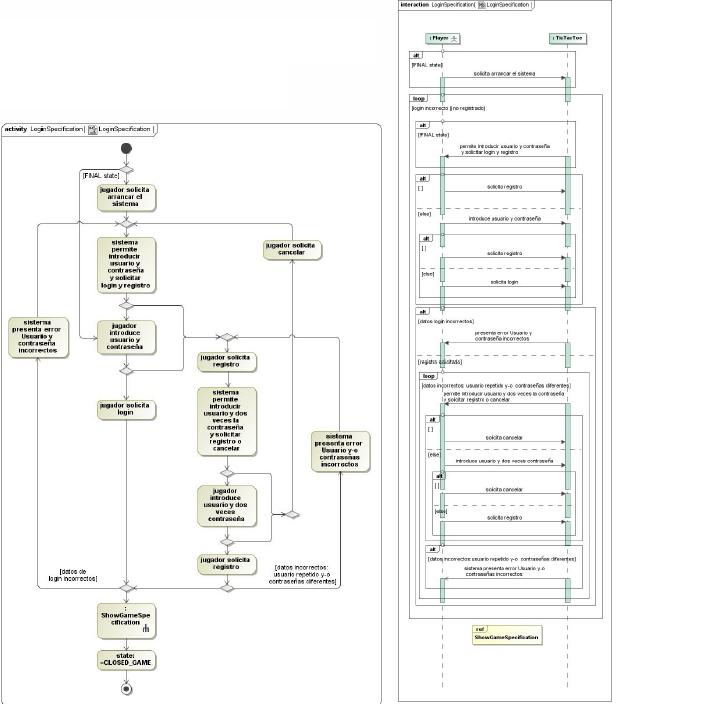 activity LoginSpecification[ LoginSpecification ]
[FINAL state]
jugador solicita
arrancar el
sistema
sistema
permite
introducir
usuario y
contraseña
y solicitar
login y registro
jugador solicita
cancelar
sistema
presenta error
Usuario y
contraseña
incorrectos
jugador
introduce
usuario y
contraseña
jugador solicita
registro
jugador solicita
login
sistema
permite
introducir
usuario y dos
veces la
contraseña
y solicitar
registro o
cancelar
sistema
presenta error
Usuario y-o
contraseñas
incorrectos
jugador
introduce
usuario y dos
veces
contraseña
jugador solicita
registro
[datos de
login incorrectos]
[datos incorrectos:
usuario repetido y-o
contraseñas diferentes]
:
ShowGameSpe
cification
state:
=CLOSED_GAME
interaction LoginSpecification[ LoginSpecification ]
: Player
: TicTacToe
alt
[FINAL state]
solicita arrancar el sistema
loop
[login incorrecto || no registrado]
alt
[FINAL state]
permite introducir usuario y contraseña
y solicitar login y registro
alt
[ ]
solicita registro
[else]
introduce usuario y contraseña
alt
[ ]
solicita registro
[else]
solicita login
alt
[datos login incorrectos]
presenta error Usuario y
contraseña incorrectos
[registro solicitado]
loop
[datos incorrectos: usuario repetido y-o contraseñas diferentes]
permite introducir usuario y dos veces la contraseña
y solicitar registro o cancelar
alt
[ ]
solicita cancelar
[else]
introduce usuario y dos veces contraseña
alt
[ ]
solicita cancelar
[else]
solicita registro
alt
[datos incorrectos:usuario repetido y-o contraseñas diferentes]
sistema presenta error Usuario y-o
contraseñas incorrectos
ref
ShowGameSpecification